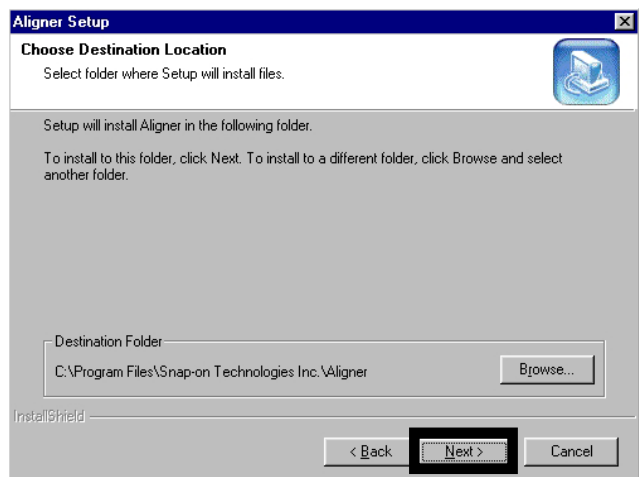 Aligner Setup
Choose Destination Location
Select folder where Setup will install files.
Setup will install Aligner in the following folder.
To install to this folder, click Next. To install to a different folder, click Browse and select
another folder.
Destination Folder
C:\Program Files\Snap-on Technologies Inc.\Aligner
Browse...
InstallShield
< Back
Next >
Cancel